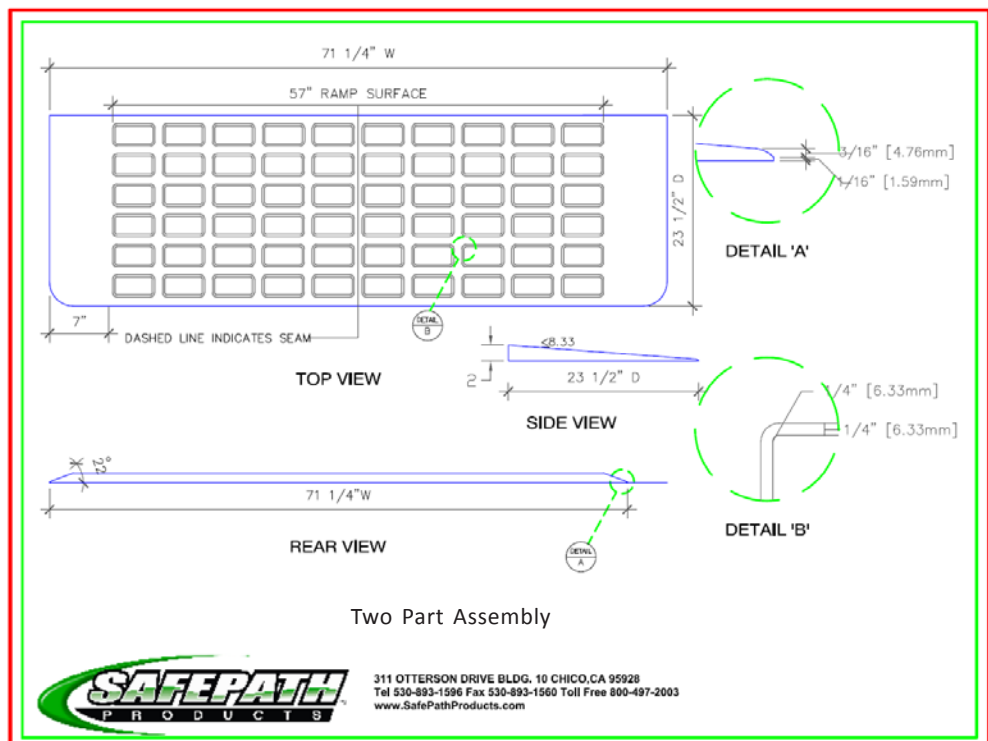 71 1/4" W
57" RAMP SURFACE
23 1/2" D
3/16" [4.76mm]
1/16" [1.59mm]
DETAIL 'A'
7"
DASHED LINE INDICATES SEAM
DETAIL
B
TOP VIEW
≤8.33
2
23 1/2" D
SIDE VIEW
1/4" [6.33mm]
1/4" [6.33mm]
DETAIL 'B'
22°
71 1/4"W
REAR VIEW
DETAIL
A
Two Part Assembly
SAFEPATH
PRODUCTS
311 OTTERSON DRIVE BLDG. 10 CHICO,CA 95928
Tel 530-893-1596 Fax 530-893-1560 Toll Free 800-497-2003
www.SafePathProducts.com